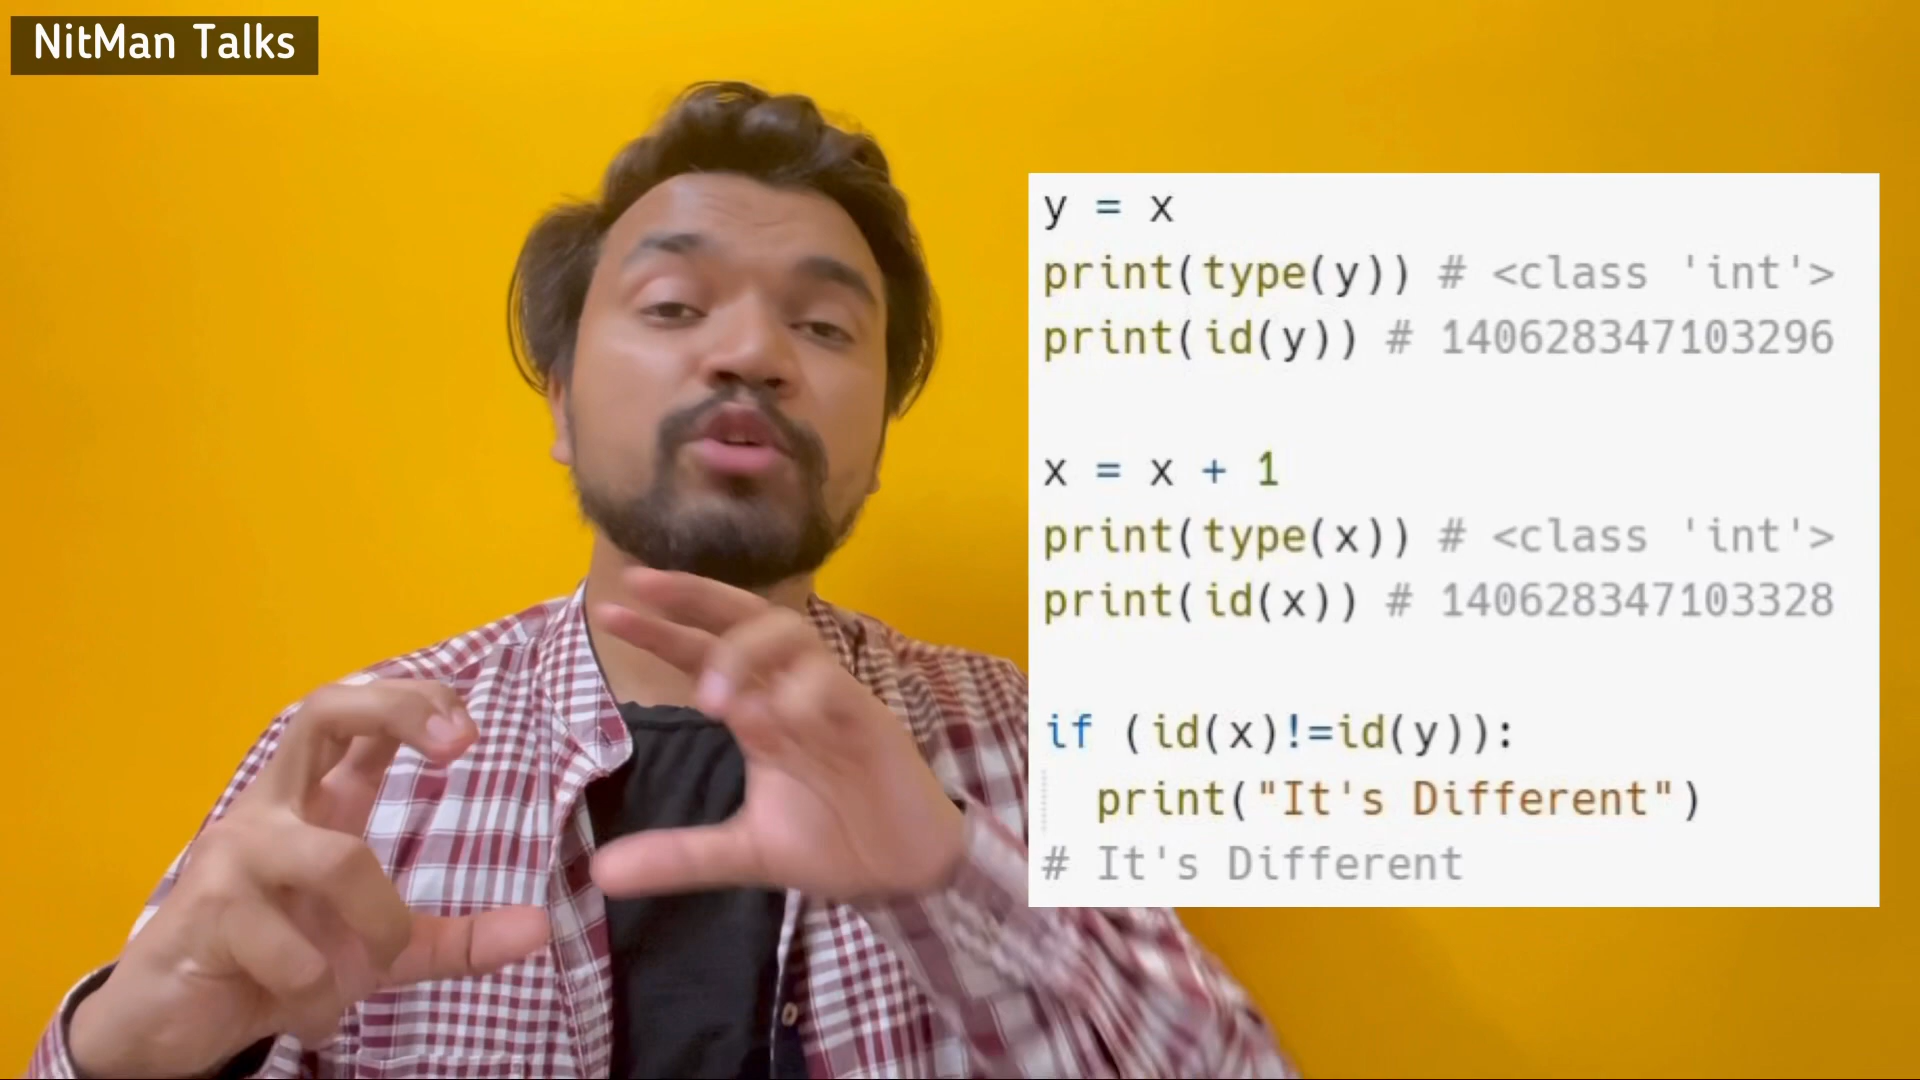 NitMan Talks
y = x
print(type(y)) # <class 'int'>
print(id(y)) # 140628347103296
x = x + 1
print(type(x)) # <class 'int'>
print(id(x)) # 140628347103328
if (id(x)!=id(y)):
  print("It's Different")
# It's Different